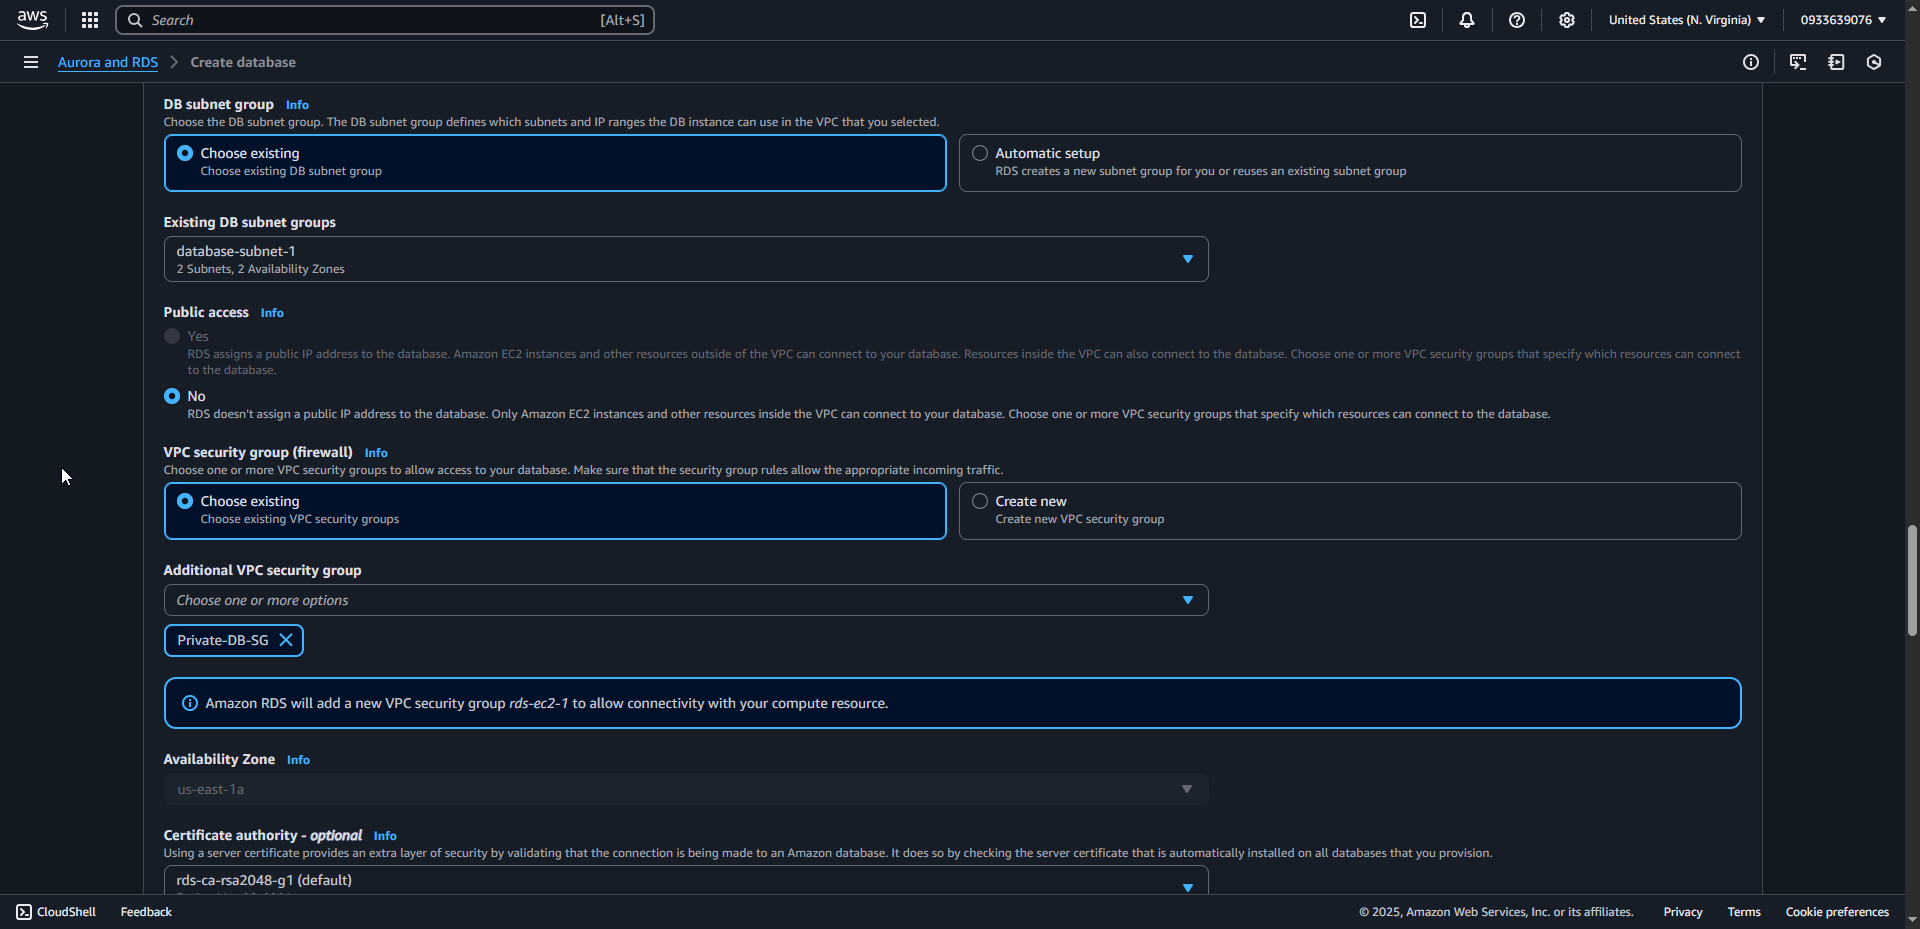 aws
Search
[Alt+S]
United States (N. Virginia)
0933639076
Aurora and RDS
Create database
DB subnet group Info
Choose the DB subnet group. The DB subnet group defines which subnets and IP ranges the DB instance can use in the VPC that you selected.
Choose existing
Choose existing DB subnet group
Automatic setup
RDS creates a new subnet group for you or reuses an existing subnet group
Existing DB subnet groups
database-subnet-1
2 Subnets, 2 Availability Zones
Public access Info
Yes
RDS assigns a public IP address to the database. Amazon EC2 instances and other resources outside of the VPC can connect to your database. Resources inside the VPC can also connect to the database. Choose one or more VPC security groups that specify which resources can connect
to the database.
No
RDS doesn't assign a public IP address to the database. Only Amazon EC2 instances and other resources inside the VPC can connect to your database. Choose one or more VPC security groups that specify which resources can connect to the database.
VPC security group (firewall) Info
Choose one or more VPC security groups to allow access to your database. Make sure that the security group rules allow the appropriate incoming traffic.
Choose existing
Choose existing VPC security groups
Create new
Create new VPC security group
Additional VPC security group
Choose one or more options
Private-DB-SG
Amazon RDS will add a new VPC security group rds-ec2-1 to allow connectivity with your compute resource.
Availability Zone Info
us-east-1a
Certificate authority - optional Info
Using a server certificate provides an extra layer of security by validating that the connection is being made to an Amazon database. It does so by checking the server certificate that is automatically installed on all databases that you provision.
rds-ca-rsa2048-g1 (default)
CloudShell
Feedback
© 2025, Amazon Web Services, Inc. or its affiliates.
Privacy
Terms
Cookie preferences